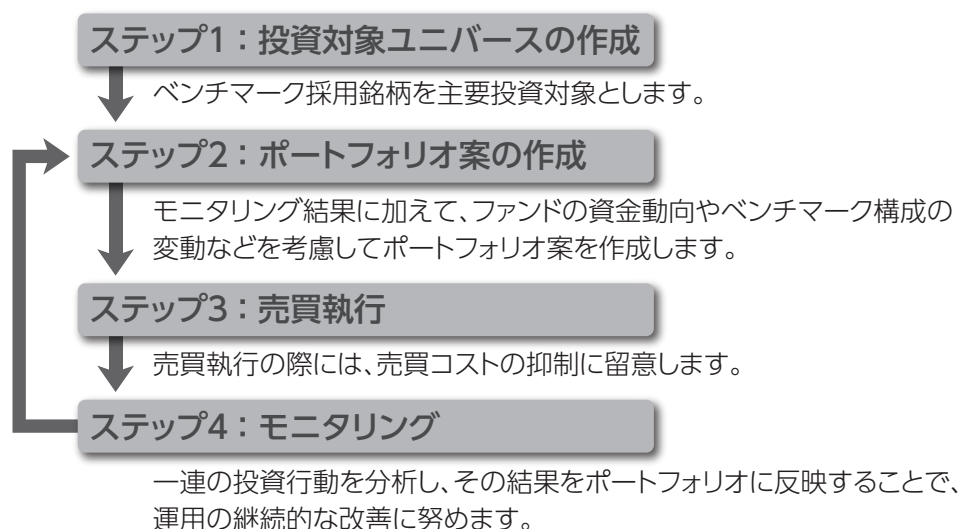 ステップ1：投資対象ユニバースの作成
ベンチマーク採用銘柄を主要投資対象とします。
ステップ2：ポートフォリオ案の作成
モニタリング結果に加えて、ファンドの資金動向やベンチマーク構成の
変動などを考慮してポートフォリオ案を作成します。
ステップ3：売買執行
売買執行の際には、売買コストの抑制に留意します。
ステップ4：モニタリング
一連の投資行動を分析し、その結果をポートフォリオに反映することで、
運用の継続的な改善に努めます。